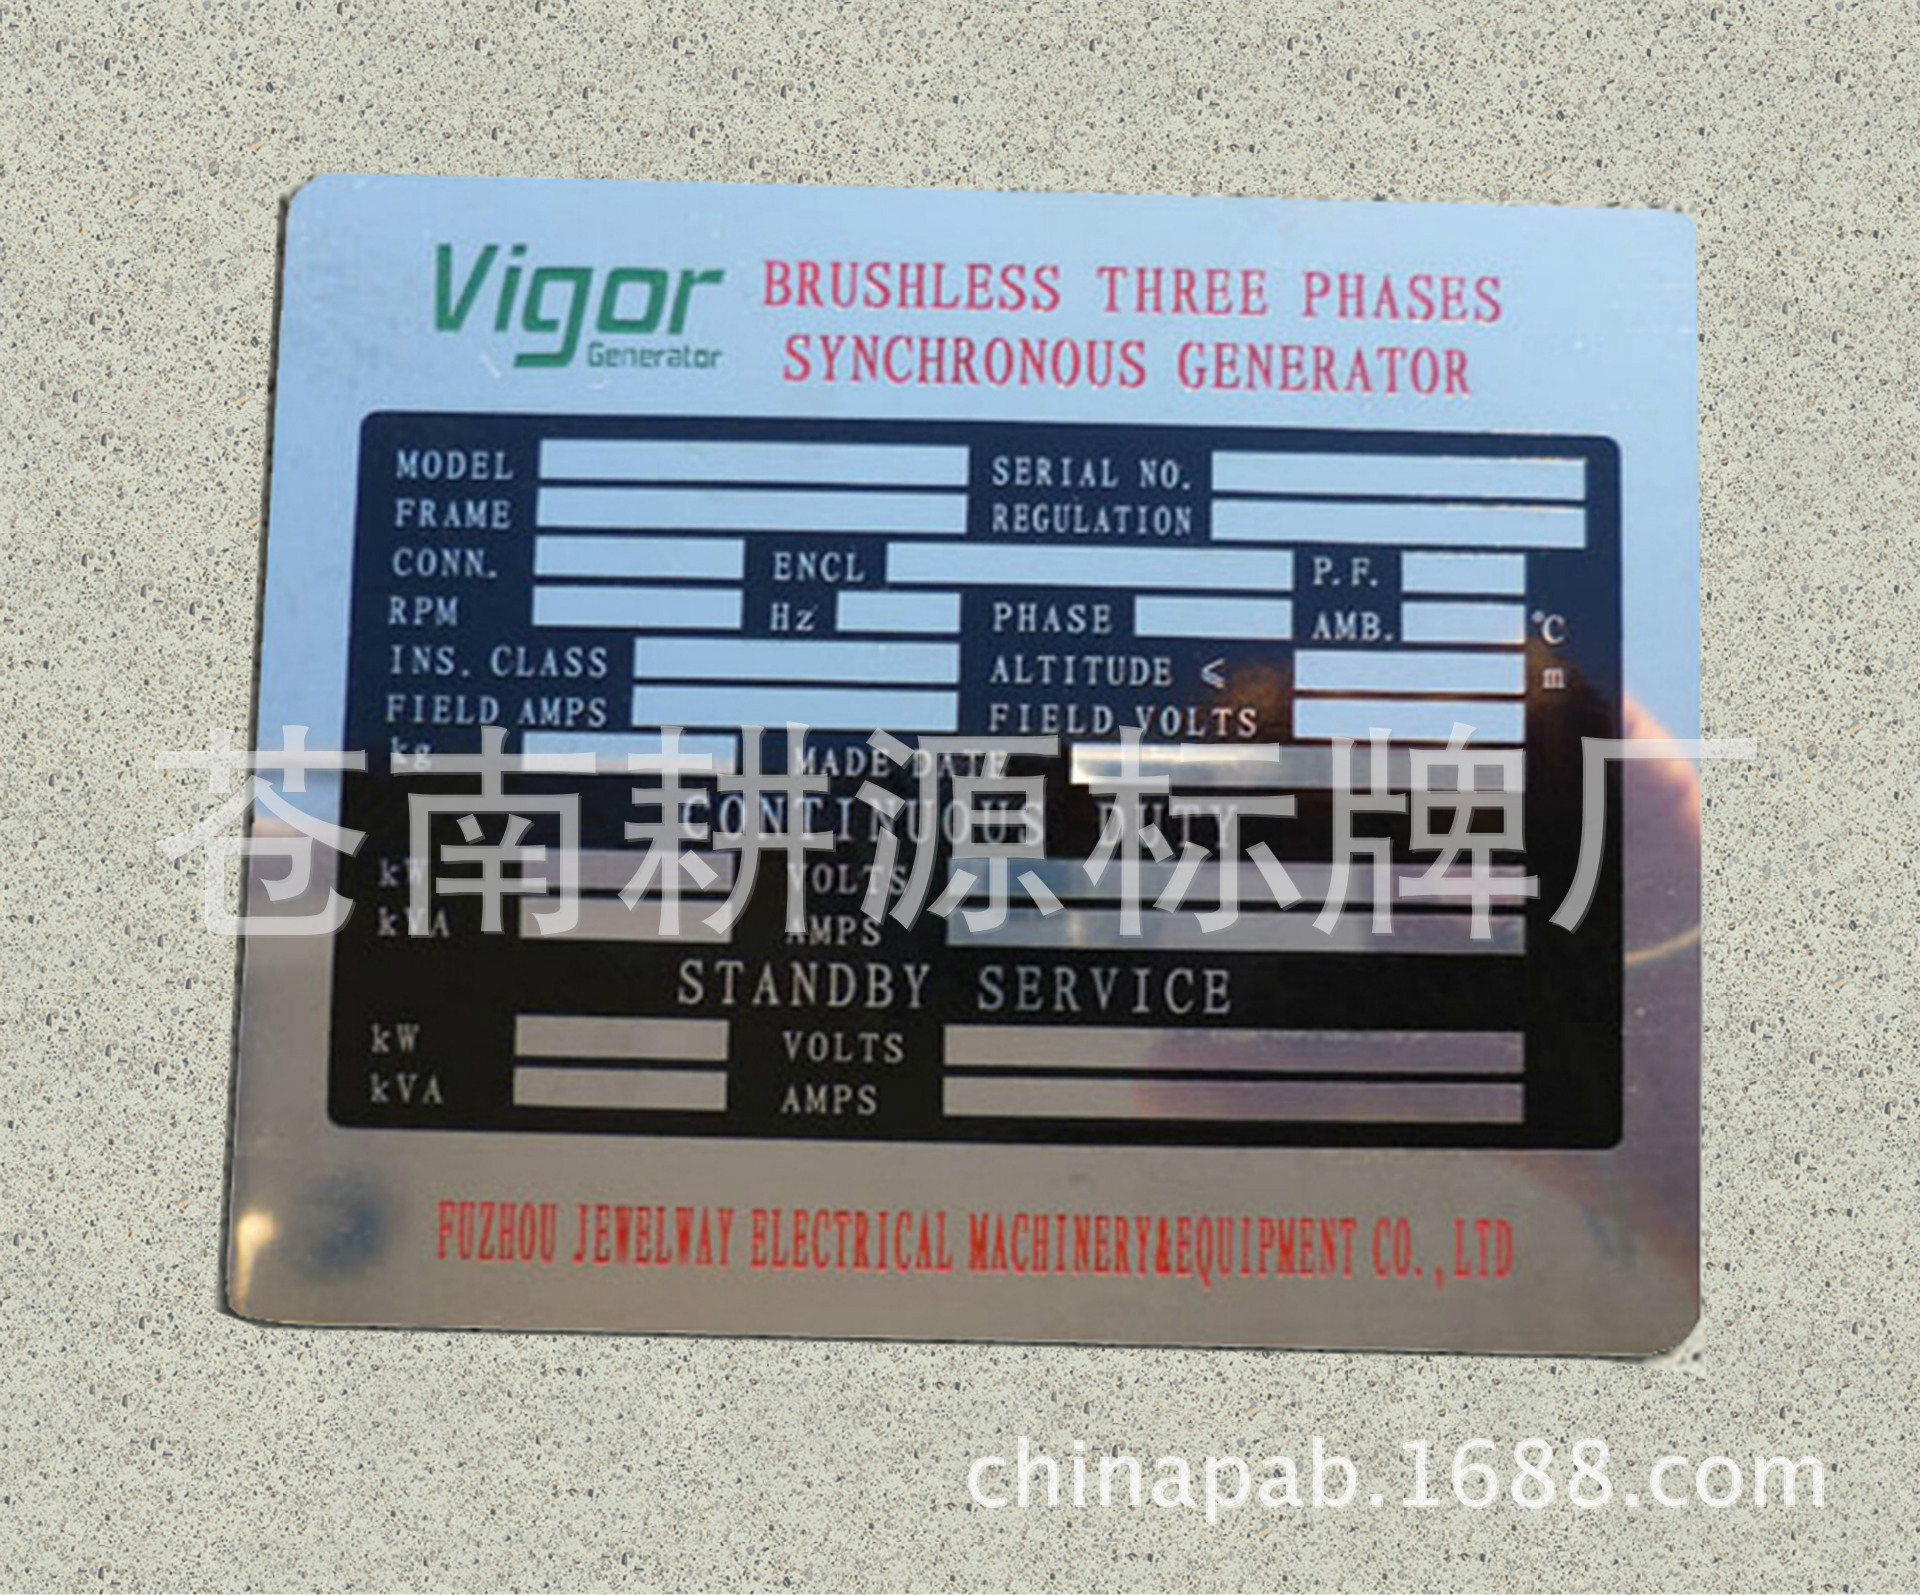 Vigor BRUSHLESS THREE PHASES
Generator SYNCHRONOUS GENERATOR
MODEL SERIAL NO.
FRAME REGULATION
CONN. ENCL P.F.
RPM Hz PHASE AMB. ℃
INS. CLASS ALTITUDE ⩽ m
FIELD AMPS FIELD VOLTS
kg MADE DATE
苍南耕源标牌厂
CONTINUOUS DUTY
kW VOLTS
kVA AMPS
STANDBY SERVICE
kW VOLTS
kVA AMPS
FUZHOU JEWELWAY ELECTRICAL MACHINERY&EQUIPMENT CO.,LTD
chinapab.1688.com